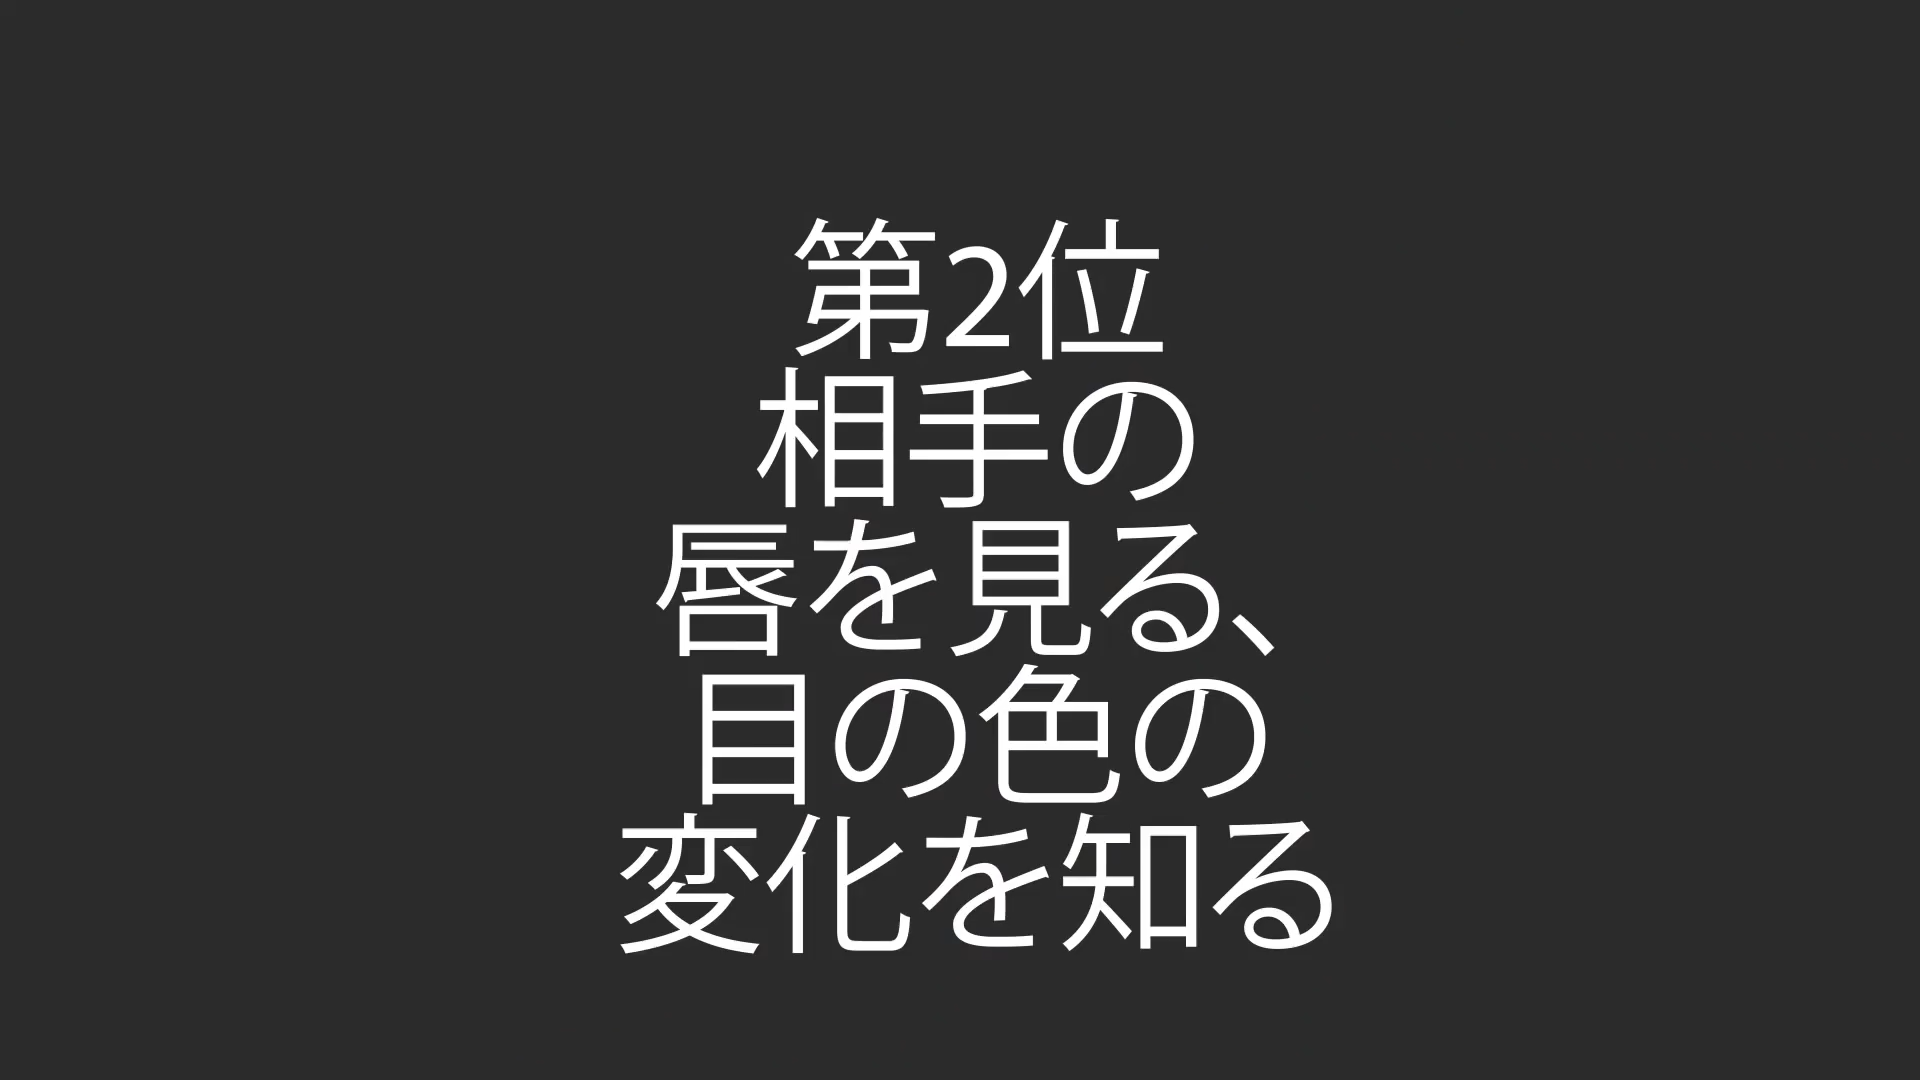 第2位
相手の
唇を見る、
目の色の
変化を知る